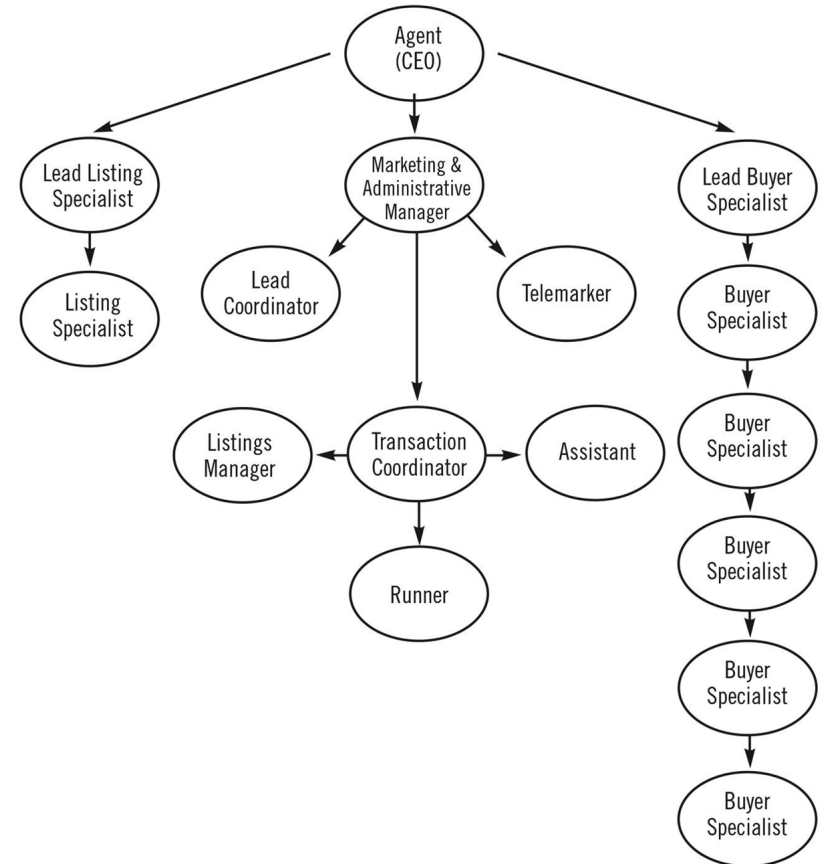 Agent
(CEO)
Lead Listing
Specialist
Marketing &
Administrative
Manager
Lead Buyer
Specialist
Listing
Specialist
Lead
Coordinator
Telemarker
Buyer
Specialist
Listings
Manager
Transaction
Coordinator
Assistant
Buyer
Specialist
Runner
Buyer
Specialist
Buyer
Specialist
Buyer
Specialist